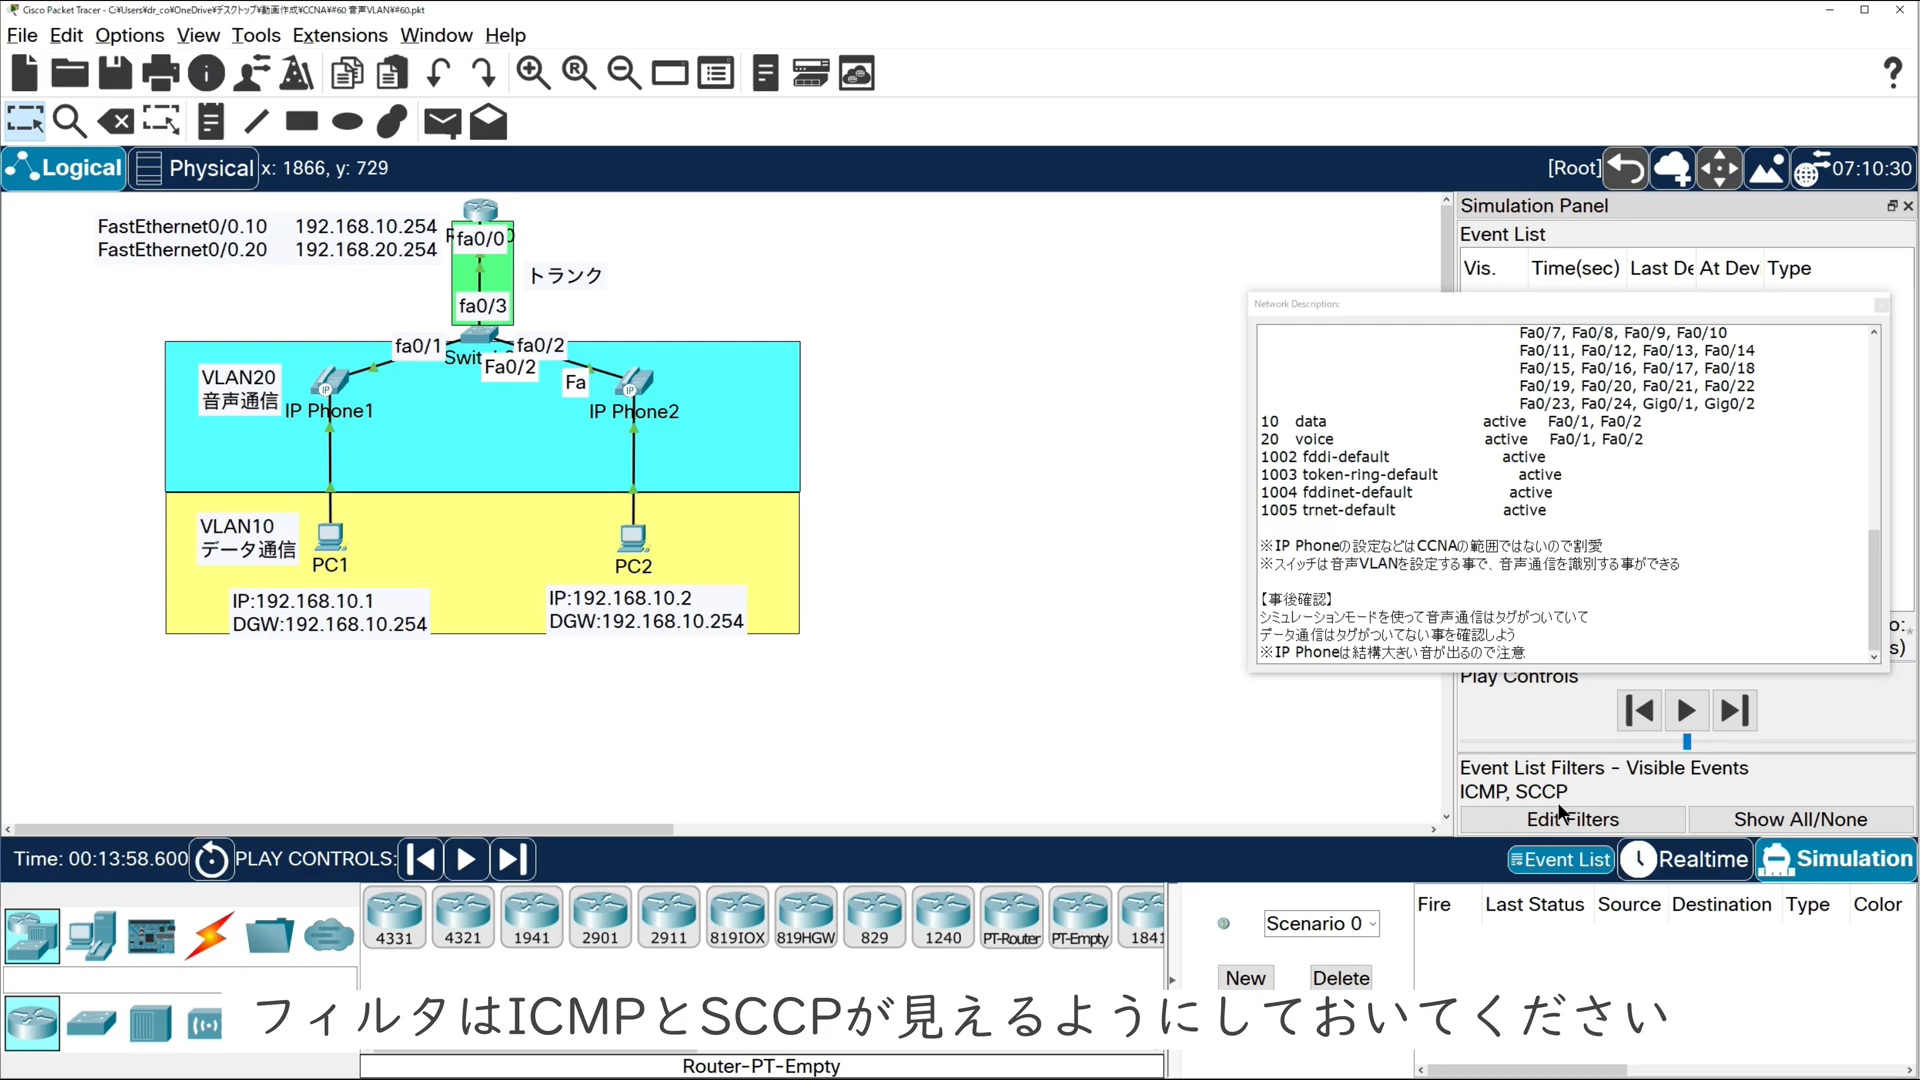 Cisco Packet Tracer - C:¥Users¥dr_co¥OneDrive¥デスクトップ¥動画作成¥CCNA¥#60 音声VLAN¥#60.pkt
File Edit Options View Tools Extensions Window Help
Logical Physical x: 1866, y: 729 [Root] 07:10:30
FastEthernet0/0.10 192.168.10.254
FastEthernet0/0.20 192.168.20.254
fa0/0
トランク
fa0/3
fa0/1
fa0/2
Fa0/2
Fa
VLAN20
音声通信
IP Phone1
IP Phone2
VLAN10
データ通信
PC1
PC2
IP:192.168.10.1
DGW:192.168.10.254
IP:192.168.10.2
DGW:192.168.10.254
Simulation Panel
Event List
Vis. Time(sec) Last De At Dev Type
Network Description:
Fa0/7, Fa0/8, Fa0/9, Fa0/10
Fa0/11, Fa0/12, Fa0/13, Fa0/14
Fa0/15, Fa0/16, Fa0/17, Fa0/18
Fa0/19, Fa0/20, Fa0/21, Fa0/22
Fa0/23, Fa0/24, Gig0/1, Gig0/2
10 data active Fa0/1, Fa0/2
20 voice active Fa0/1, Fa0/2
1002 fddi-default active
1003 token-ring-default active
1004 fddinet-default active
1005 trnet-default active
※IP Phoneの設定などはCCNAの範囲ではないので割愛
※スイッチは音声VLANを設定する事で、音声通信を識別する事ができる
【事後確認】
シミュレーションモードを使って音声通信はタグがついていて
データ通信はタグがついてない事を確認しよう
※IP Phoneは結構大きい音が出るので注意
Play Controls
Event List Filters - Visible Events
ICMP, SCCP
Edit Filters Show All/None
Time: 00:13:58.600 PLAY CONTROLS: Event List Realtime Simulation
4331 4321 1941 2901 2911 819IOX 819HGW 829 1240 PT-Router PT-Empty 1841
Scenario 0
New Delete
Fire Last Status Source Destination Type Color
フィルタはICMPとSCCPが見えるようにしておいてください
Router-PT-Empty